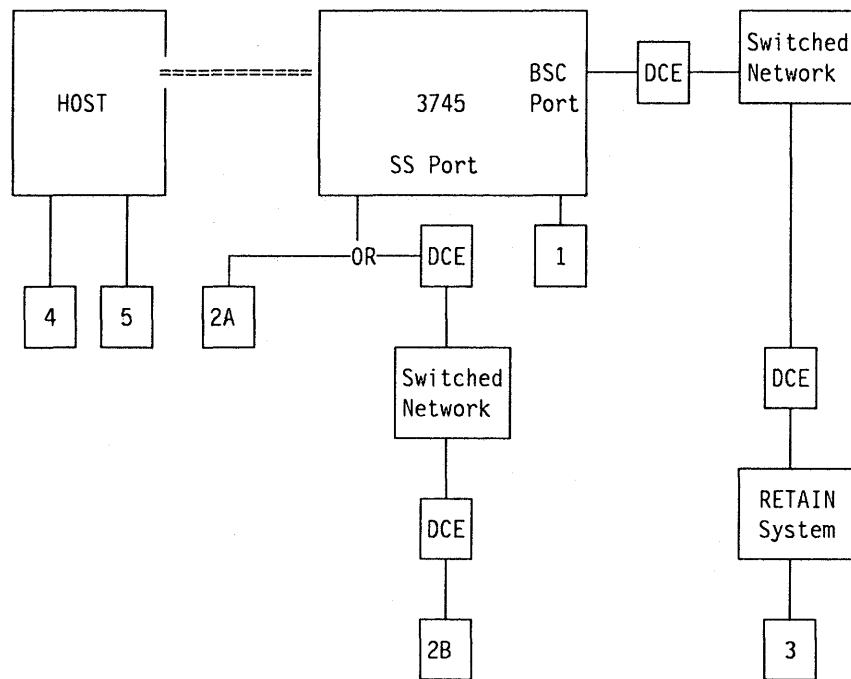 Switched
Network
BSC
Port
DCE
HOST
3745
SS Port
OR
DCE
1
4
5
2A
Switched
Network
DCE
DCE
RETAIN
System
2B
3